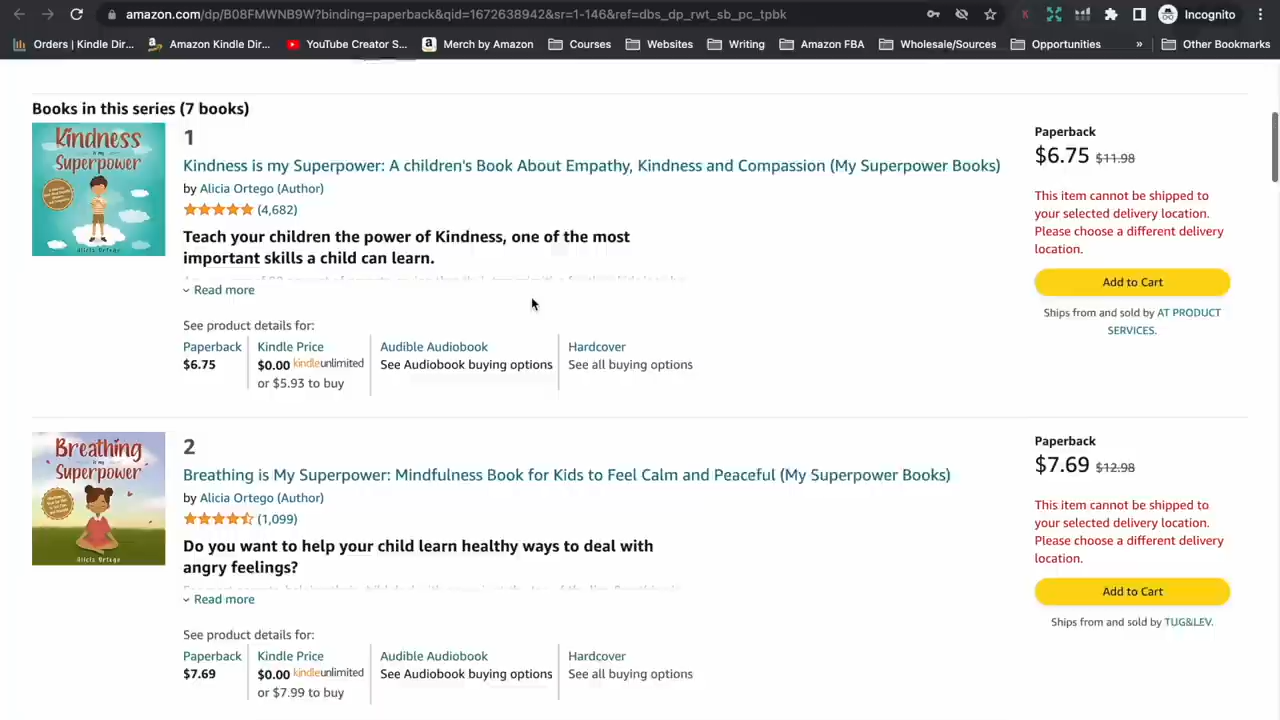 amazon.com/dp/B08FMWNB9W?binding=paperback&qid=1672638942&sr=1-146&ref=dbs_dp_rwt_sb_pc_tpbk
Incognito
Orders | Kindle Dir... Amazon Kindle Dir... YouTube Creator S... Merch by Amazon Courses Websites Writing Amazon FBA Wholesale/Sources Opportunities » Other Bookmarks
Books in this series (7 books)
Kindness
is my
Superpower
Alicia Ortego
1
Kindness is my Superpower: A children's Book About Empathy, Kindness and Compassion (My Superpower Books)
by Alicia Ortego (Author)
(4,682)
Teach your children the power of Kindness, one of the most
important skills a child can learn.
Read more
See product details for:
Paperback Kindle Price Audible Audiobook Hardcover
$6.75 $0.00 kindleunlimited See Audiobook buying options See all buying options
or $5.93 to buy
Paperback
$6.75 $11.98
This item cannot be shipped to
your selected delivery location.
Please choose a different delivery
location.
Add to Cart
Ships from and sold by AT PRODUCT
SERVICES.
Breathing
is my
Superpower
Alicia Ortego
2
Breathing is My Superpower: Mindfulness Book for Kids to Feel Calm and Peaceful (My Superpower Books)
by Alicia Ortego (Author)
(1,099)
Do you want to help your child learn healthy ways to deal with
angry feelings?
Read more
See product details for:
Paperback Kindle Price Audible Audiobook Hardcover
$7.69 $0.00 kindleunlimited See Audiobook buying options See all buying options
or $7.99 to buy
Paperback
$7.69 $12.98
This item cannot be shipped to
your selected delivery location.
Please choose a different delivery
location.
Add to Cart
Ships from and sold by TUG&LEV.